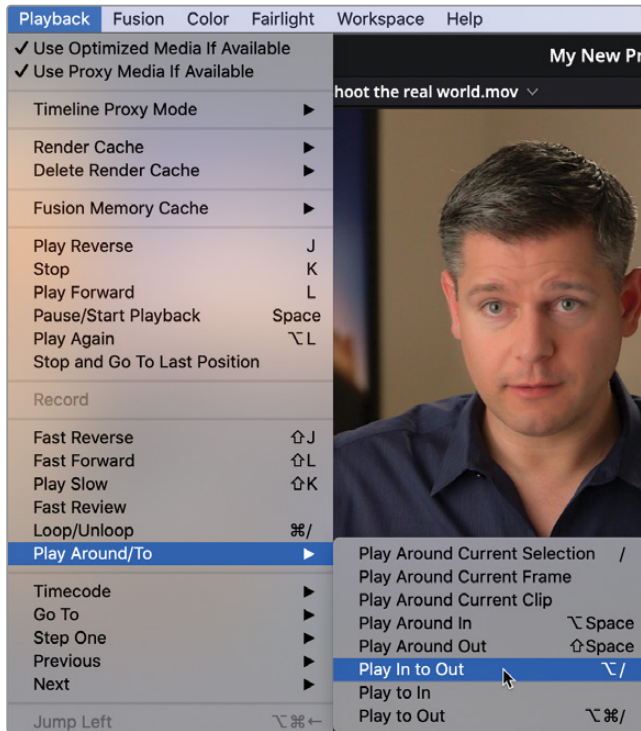 Playback Fusion Color Fairlight Workspace Help
✓ Use Optimized Media If Available
✓ Use Proxy Media If Available
My New Pr
hoot the real world.mov
Timeline Proxy Mode ▶
Render Cache ▶
Delete Render Cache ▶
Fusion Memory Cache ▶
Play Reverse J
Stop K
Play Forward L
Pause/Start Playback Space
Play Again ⌥L
Stop and Go To Last Position
Record
Fast Reverse ⇧J
Fast Forward ⇧L
Play Slow ⇧K
Fast Review
Loop/Unloop ⌘/
Play Around/To ▶
Timecode ▶
Go To ▶
Step One ▶
Previous ▶
Next ▶
Jump Left ⌥⌘←
Play Around Current Selection /
Play Around Current Frame
Play Around Current Clip
Play Around In ⌥Space
Play Around Out ⇧Space
Play In to Out ⌥/
Play to In
Play to Out ⌥⌘/